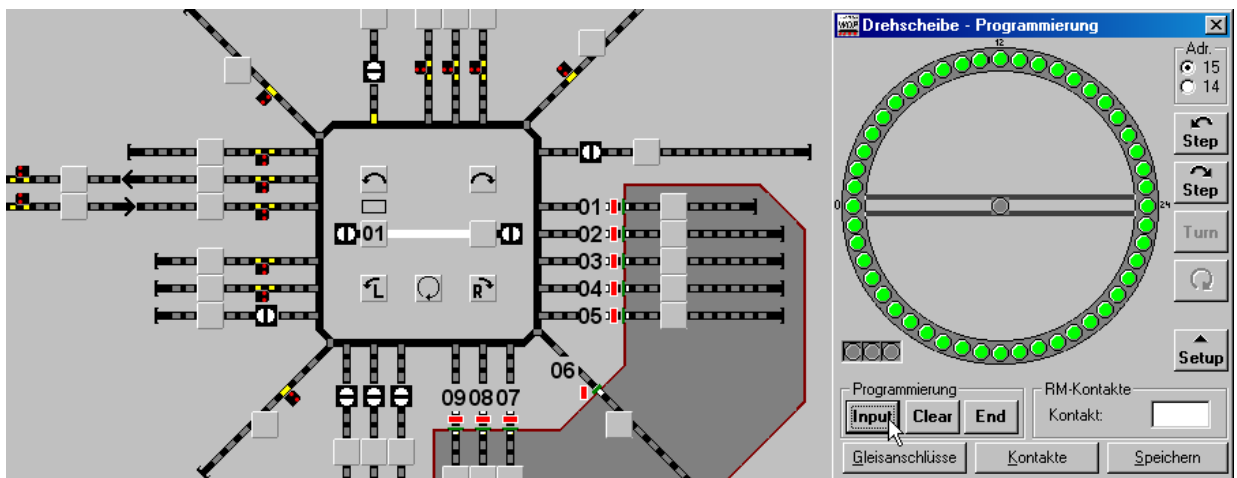 Drehscheibe - Programmierung
12
Adr.
15
14
Step
Step
0
24
Turn
Setup
Programmierung
Input
Clear
End
RM-Kontakte
Kontakt:
Gleisanschlüsse
Kontakte
Speichern
01
01
02
03
04
05
L
R
06
09 08 07